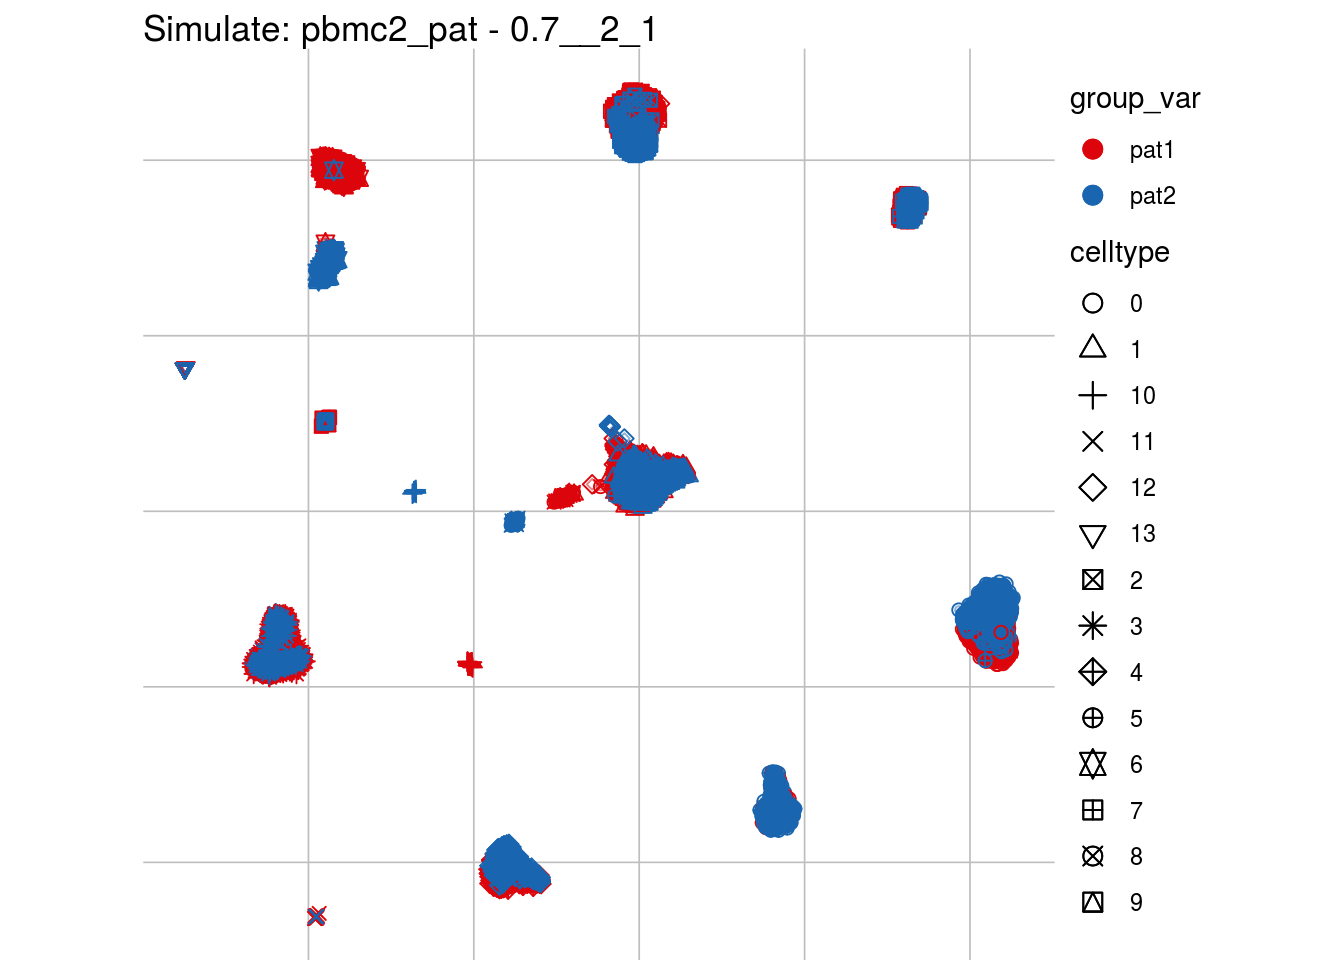 Simulate: pbmc2_pat - 0.7__2_1
group_var
pat1
pat2
celltype
0
1
10
11
12
13
2
3
4
5
6
7
8
9